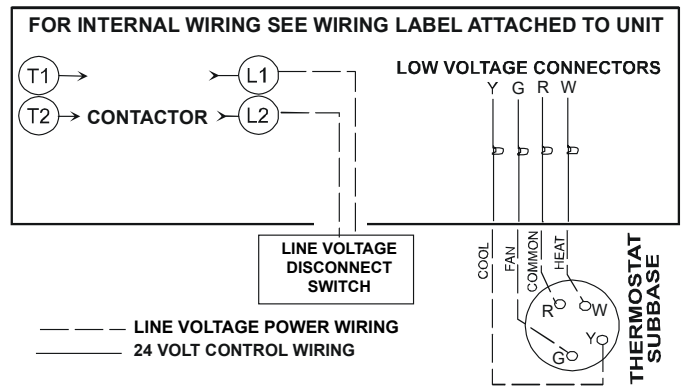 FOR INTERNAL WIRING SEE WIRING LABEL ATTACHED TO UNIT
T1
L1
T2
CONTACTOR
L2
LOW VOLTAGE CONNECTORS
Y G R W
LINE VOLTAGE
DISCONNECT
SWITCH
COOL
FAN
COMMON
HEAT
R
W
Y
G
THERMOSTAT
SUBBASE
LINE VOLTAGE POWER WIRING
24 VOLT CONTROL WIRING